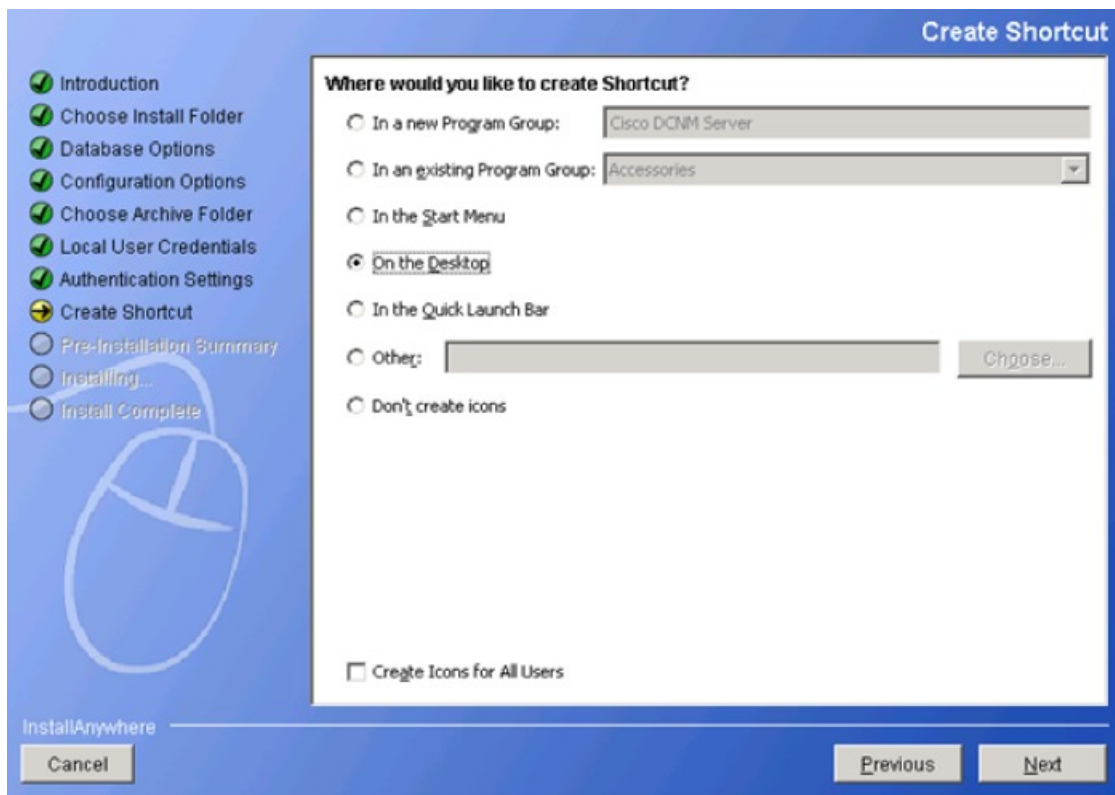 Create Shortcut
Introduction
Choose Install Folder
Database Options
Configuration Options
Choose Archive Folder
Local User Credentials
Authentication Settings
Create Shortcut
Pre-Installation Summary
Installing...
Install Complete
Where would you like to create Shortcut?
In a new Program Group: Cisco DCNM Server
In an existing Program Group: Accessories
In the Start Menu
On the Desktop
In the Quick Launch Bar
Other: Choose...
Don't create icons
Create Icons for All Users
InstallAnywhere
Cancel Previous Next